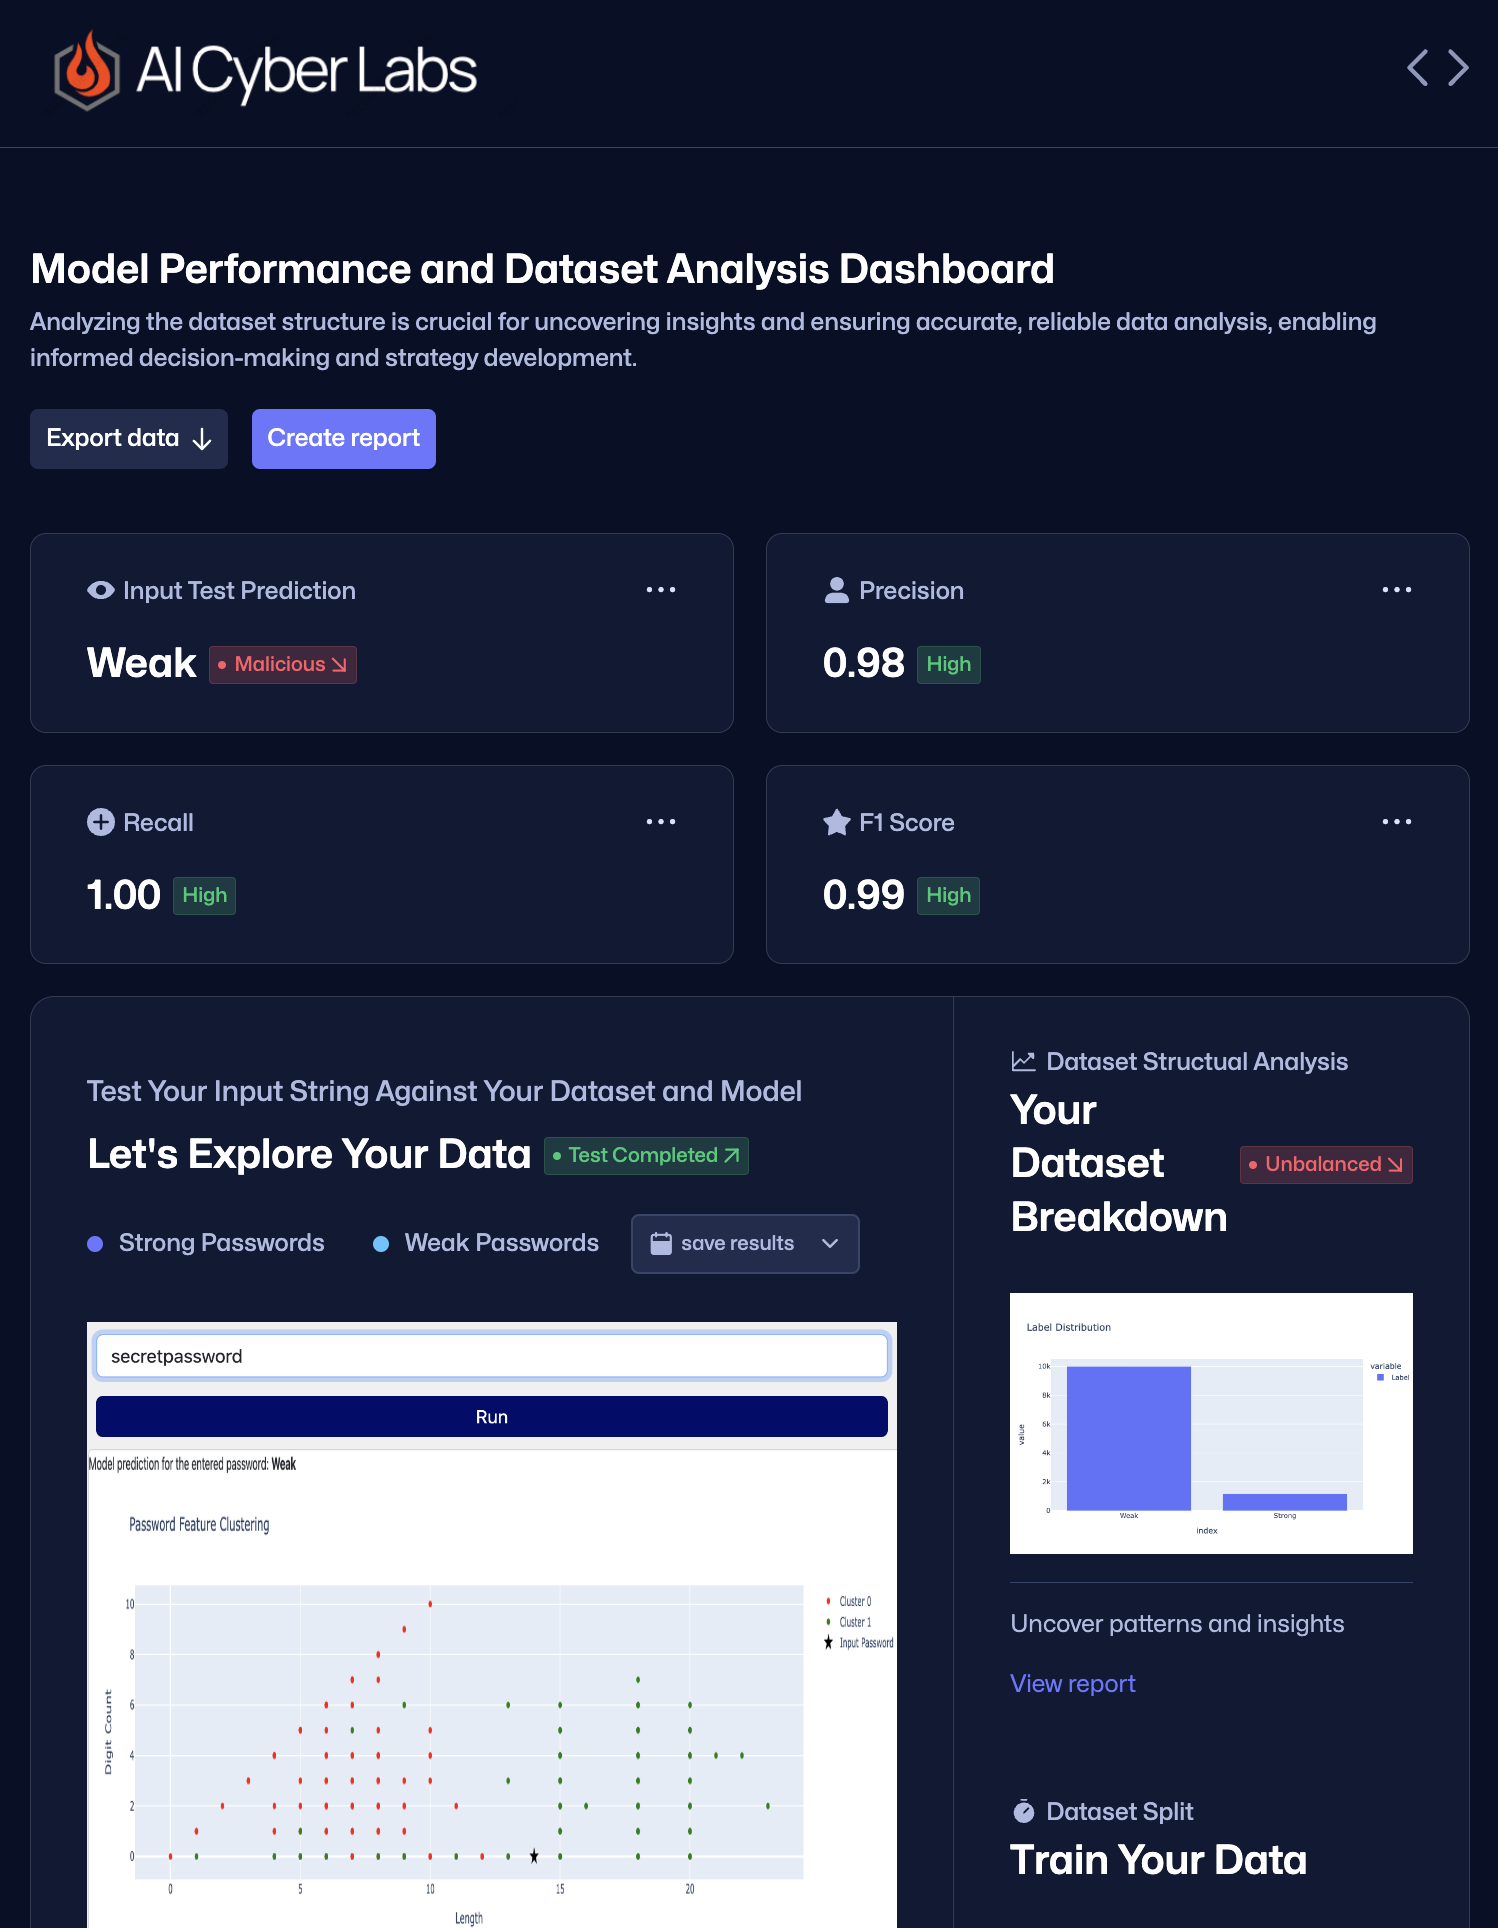 AI Cyber Labs
Model Performance and Dataset Analysis Dashboard
Analyzing the dataset structure is crucial for uncovering insights and ensuring accurate, reliable data analysis, enabling
informed decision-making and strategy development.
Export data
Create report
Input Test Prediction
Weak
Malicious
Precision
0.98
High
Recall
1.00
High
F1 Score
0.99
High
Test Your Input String Against Your Dataset and Model
Let's Explore Your Data
Test Completed
Strong Passwords
Weak Passwords
save results
secretpassword
Run
Model prediction for the entered password: Weak
Password Feature Clustering
10
8
6
4
2
0
Digit Count
0
5
10
15
20
Length
Cluster 0
Cluster 1
Input Password
Dataset Structual Analysis
Your
Dataset
Breakdown
Unbalanced
Label Distribution
10k
8k
6k
4k
2k
0
value
Weak
Strong
index
variable
Label
Uncover patterns and insights
View report
Dataset Split
Train Your Data